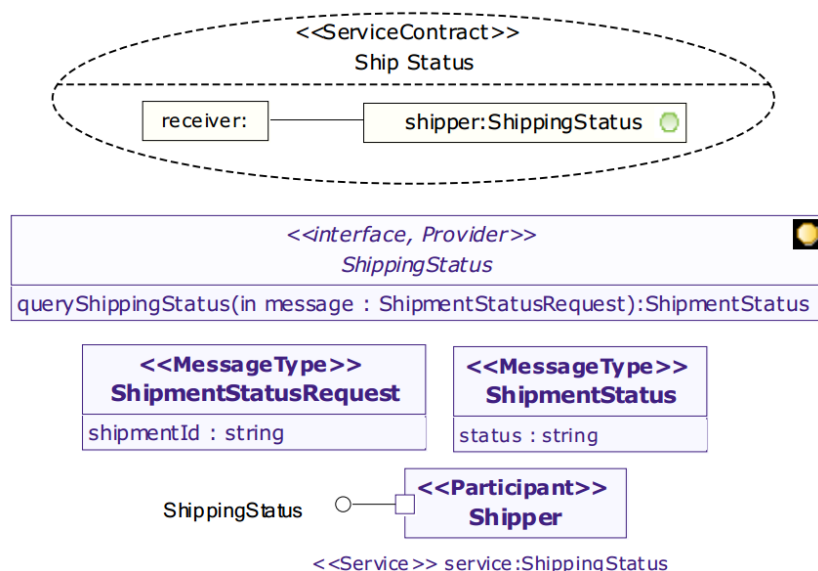 <<ServiceContract>>
Ship Status
receiver:
shipper:ShippingStatus
<<interface, Provider>>
ShippingStatus
queryShippingStatus(in message : ShipmentStatusRequest):ShipmentStatus
<<MessageType>>
ShipmentStatusRequest
shipmentId : string
<<MessageType>>
ShipmentStatus
status : string
ShippingStatus
<<Participant>>
Shipper
<<Service>> service:ShippingStatus